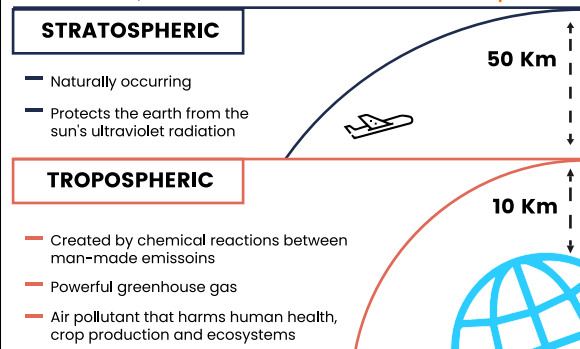 STRATOSPHERIC
50 Km
Naturally occurring
Protects the earth from the
sun's ultraviolet radiation
TROPOSPHERIC
10 Km
Created by chemical reactions between
man-made emissoins
Powerful greenhouse gas
Air pollutant that harms human health,
crop production and ecosystems